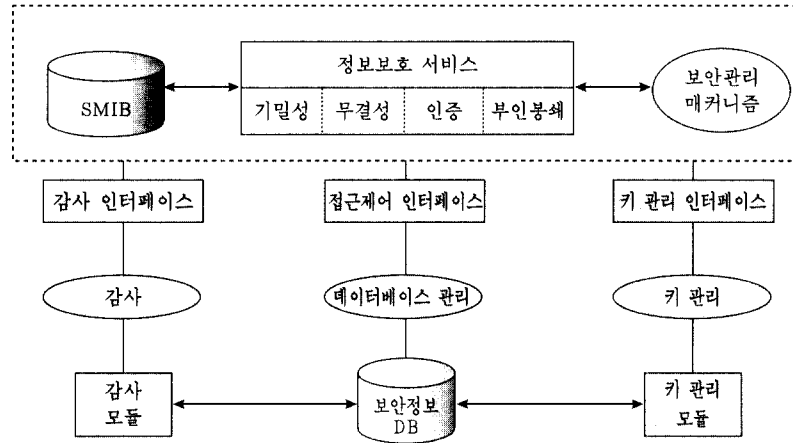 정보보호 서비스
SMIB
기밀성 무결성 인증 부인봉쇄
보안관리
매커니즘
감사 인터페이스 접근제어 인터페이스 키 관리 인터페이스
감사 데이터베이스 관리 키 관리
감사
모듈
보안정보
DB
키 관리
모듈